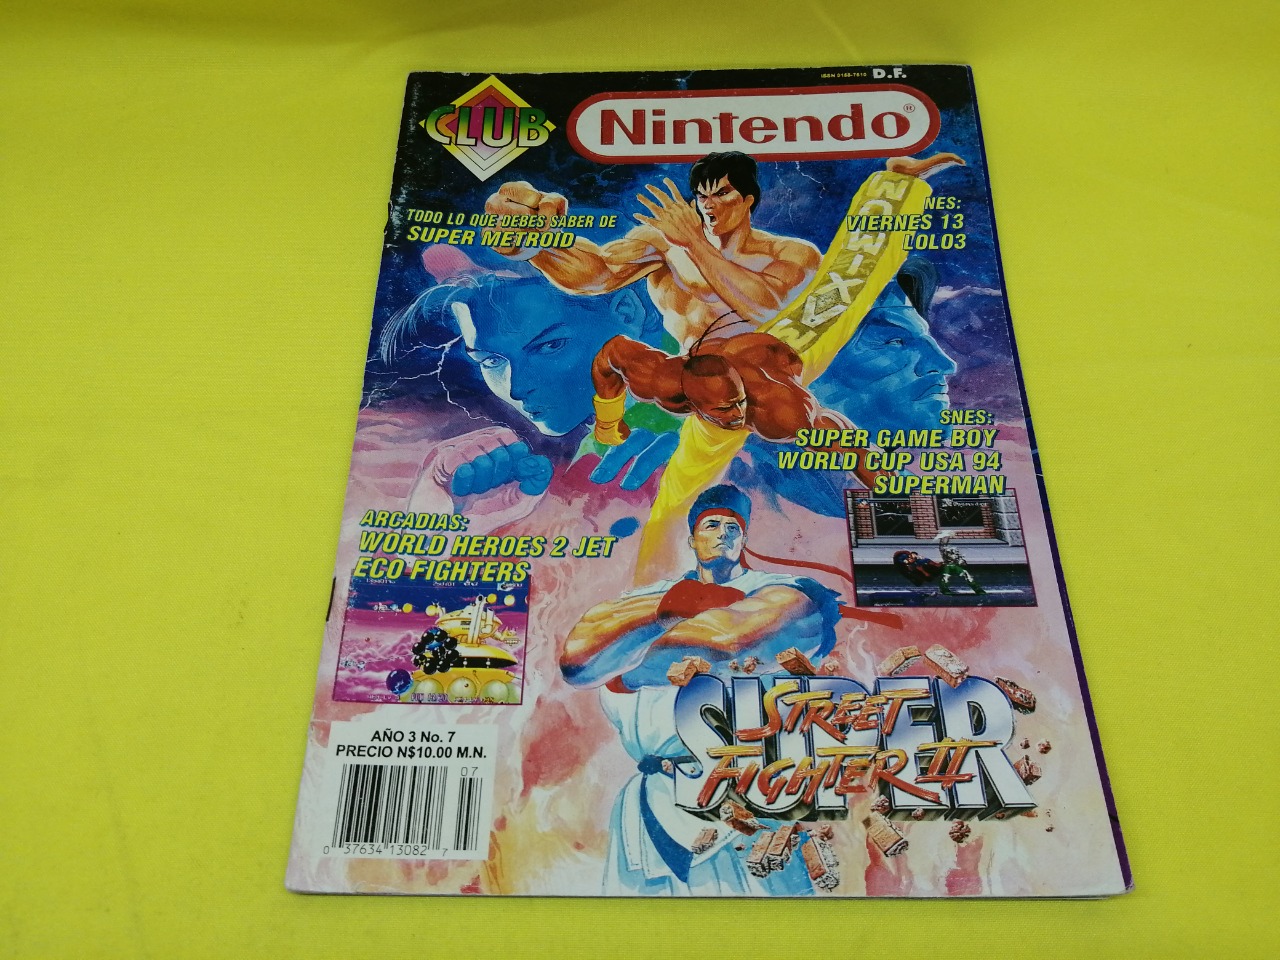 ISSN 0188-7610 D.F.
CLUB
Nintendo®
TODO LO QUE DEBES SABER DE
SUPER METROID
NES:
VIERNES 13
LOLO3
SNES:
SUPER GAME BOY
WORLD CUP USA 94
SUPERMAN
ARCADIAS:
WORLD HEROES 2 JET
ECO FIGHTERS
SUPER
STREET
FIGHTER II
AÑO 3 No. 7
PRECIO N$10.00 M.N.
07
0 37634 13082 7